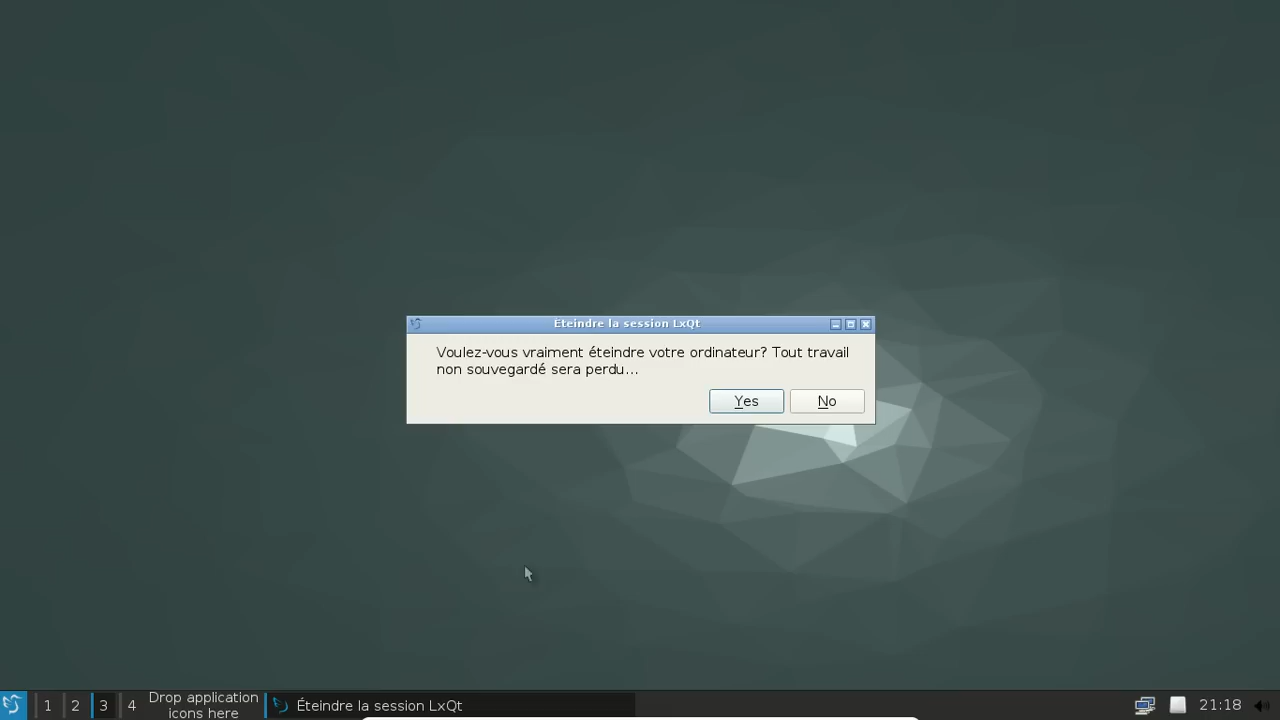 Éteindre la session LxQt
Voulez-vous vraiment éteindre votre ordinateur? Tout travail
non souvegardé sera perdu...
Yes
No
1
2
3
4
Drop application
icons here
Éteindre la session LxQt
21:18